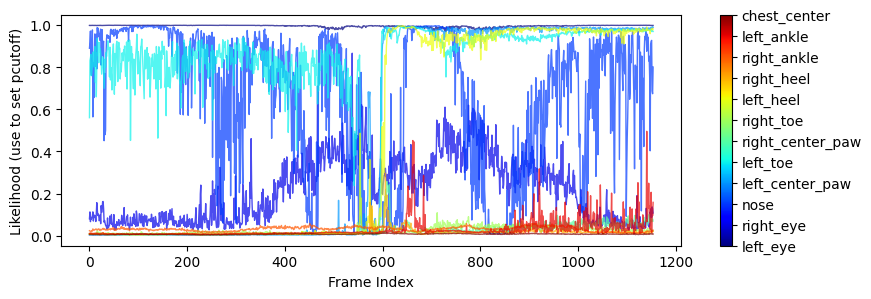 Likelihood (use to set pcutoff)
1.0
0.8
0.6
0.4
0.2
0.0
0
200
400
600
800
1000
1200
Frame Index
chest_center
left_ankle
right_ankle
right_heel
left_heel
right_toe
right_center_paw
left_toe
left_center_paw
nose
right_eye
left_eye